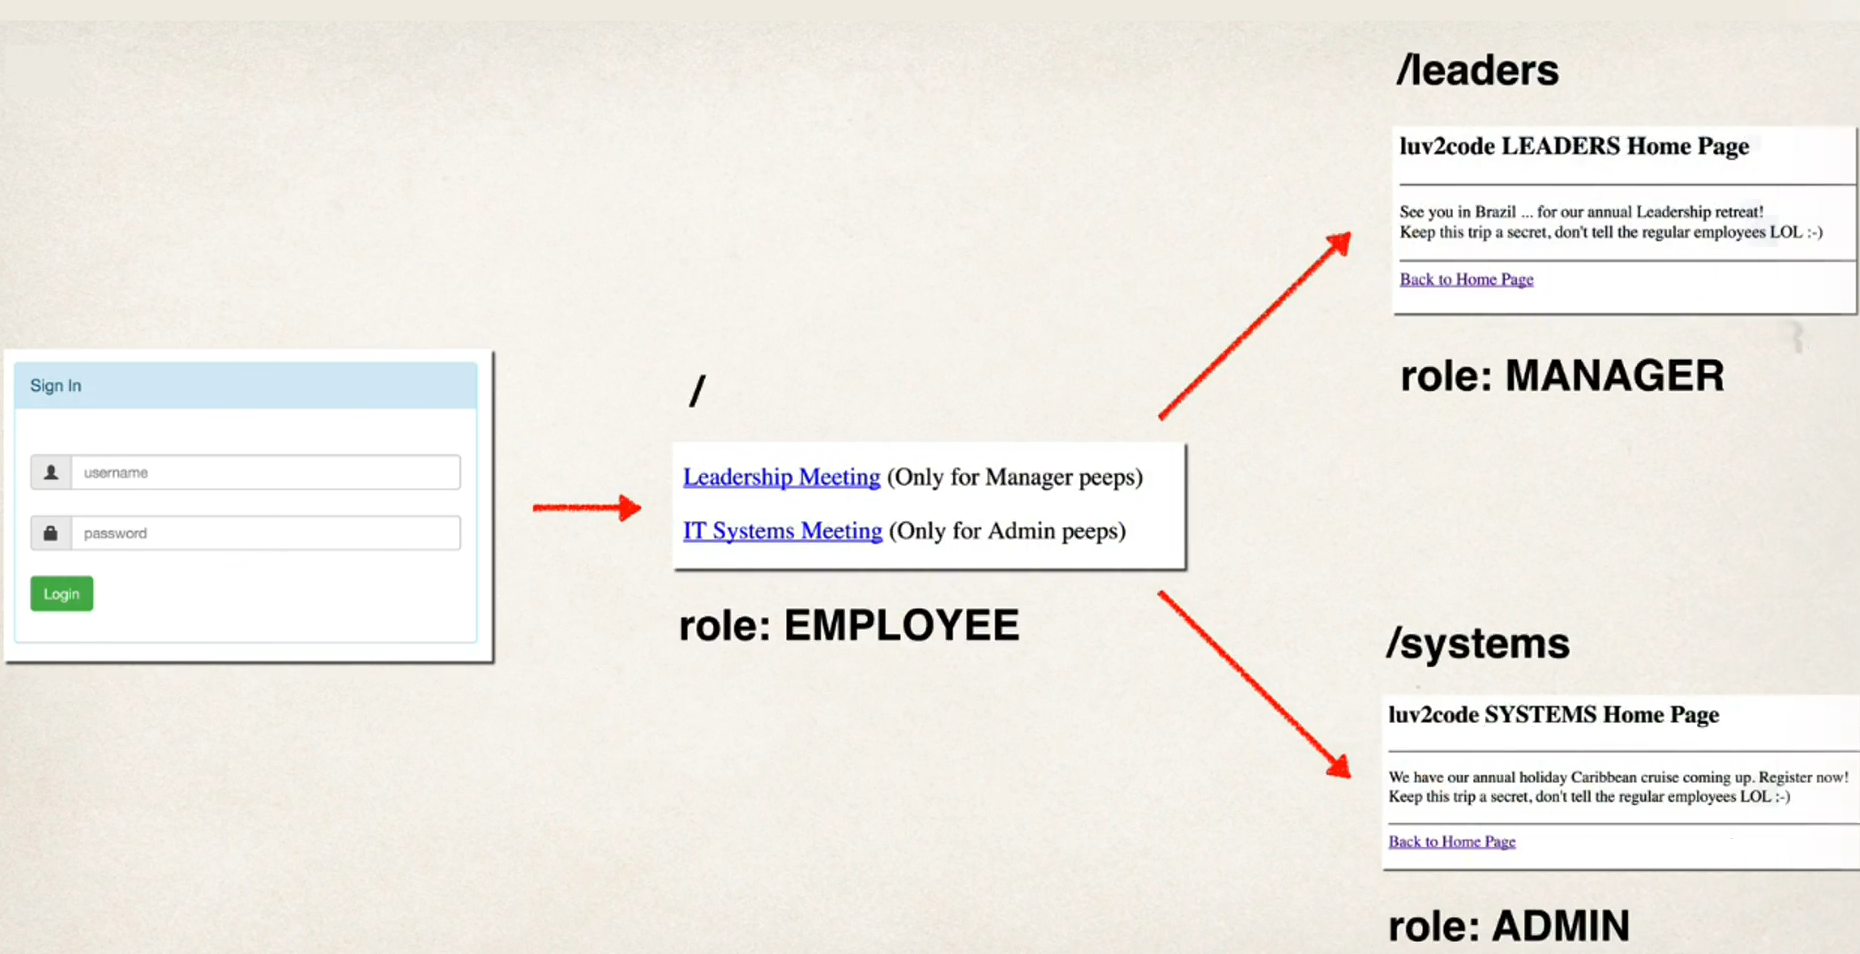 Sign In
username
password
Login
/
Leadership Meeting (Only for Manager peeps)
IT Systems Meeting (Only for Admin peeps)
role: EMPLOYEE
/leaders
luv2code LEADERS Home Page
See you in Brazil ... for our annual Leadership retreat!
Keep this trip a secret, don't tell the regular employees LOL :-)
Back to Home Page
role: MANAGER
/systems
luv2code SYSTEMS Home Page
We have our annual holiday Caribbean cruise coming up. Register now!
Keep this trip a secret, don't tell the regular employees LOL :-)
Back to Home Page
role: ADMIN